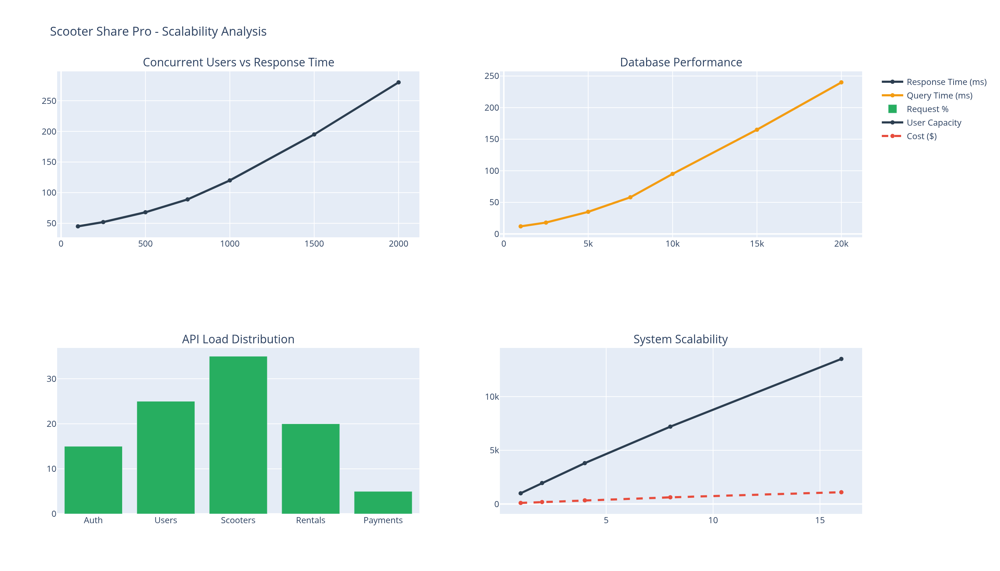 Scooter Share Pro - Scalability Analysis
Concurrent Users vs Response Time
250
200
150
100
50
0 500 1000 1500 2000
Database Performance
250
200
150
100
50
0
0 5k 10k 15k 20k
Response Time (ms)
Query Time (ms)
Request %
User Capacity
Cost ($)
API Load Distribution
30
20
10
0
Auth Users Scooters Rentals Payments
System Scalability
10k
5k
0
5 10 15